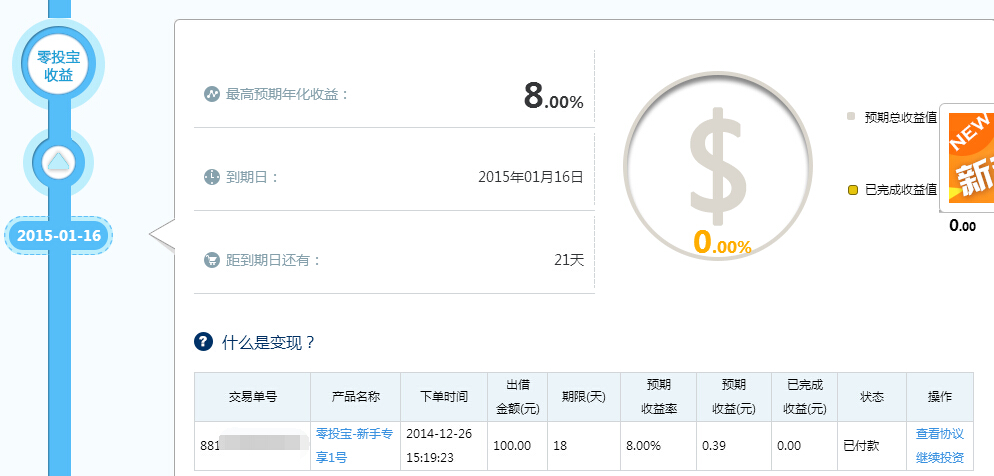 零投宝
收益
2015-01-16
最高预期年化收益：
8.00%
到期日：
2015年01月16日
距到期日还有：
21天
$
0.00%
预期总收益值
已完成收益值
NEW
新
0.00
? 什么是变现？
交易单号 产品名称 下单时间 出借金额(元) 期限(天) 预期收益率 预期收益(元) 已完成收益(元) 状态 操作
881 零投宝-新手专享1号 2014-12-26 15:19:23 100.00 18 8.00% 0.39 0.00 已付款 查看协议 继续投资